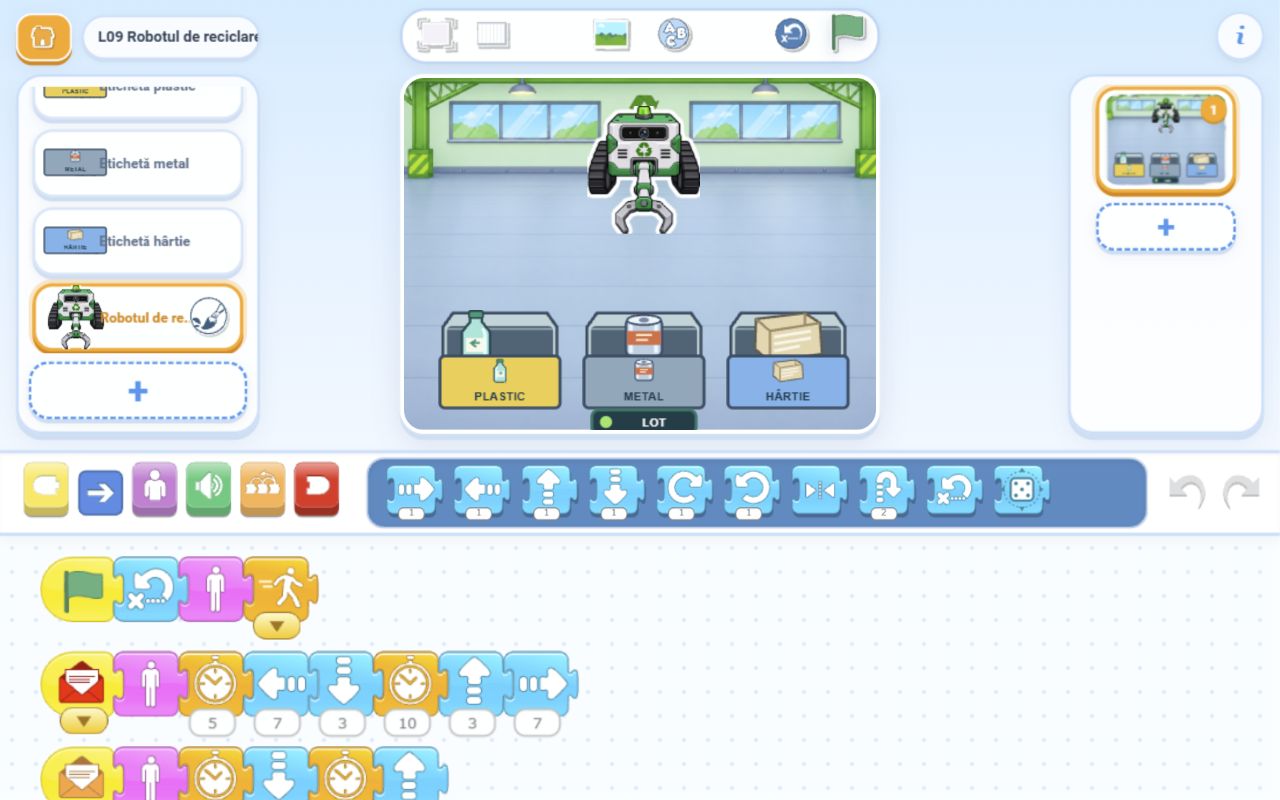 L09 Robotul de reciclare
A
B C
i
PLASTIC
Etichetă plastic
METAL
Etichetă metal
HÂRTIE
Etichetă hârtie
Robotul de re...
+
PLASTIC
METAL
HÂRTIE
LOT
1
+
1
1
1
1
1
1
2
5
7
3
10
3
7